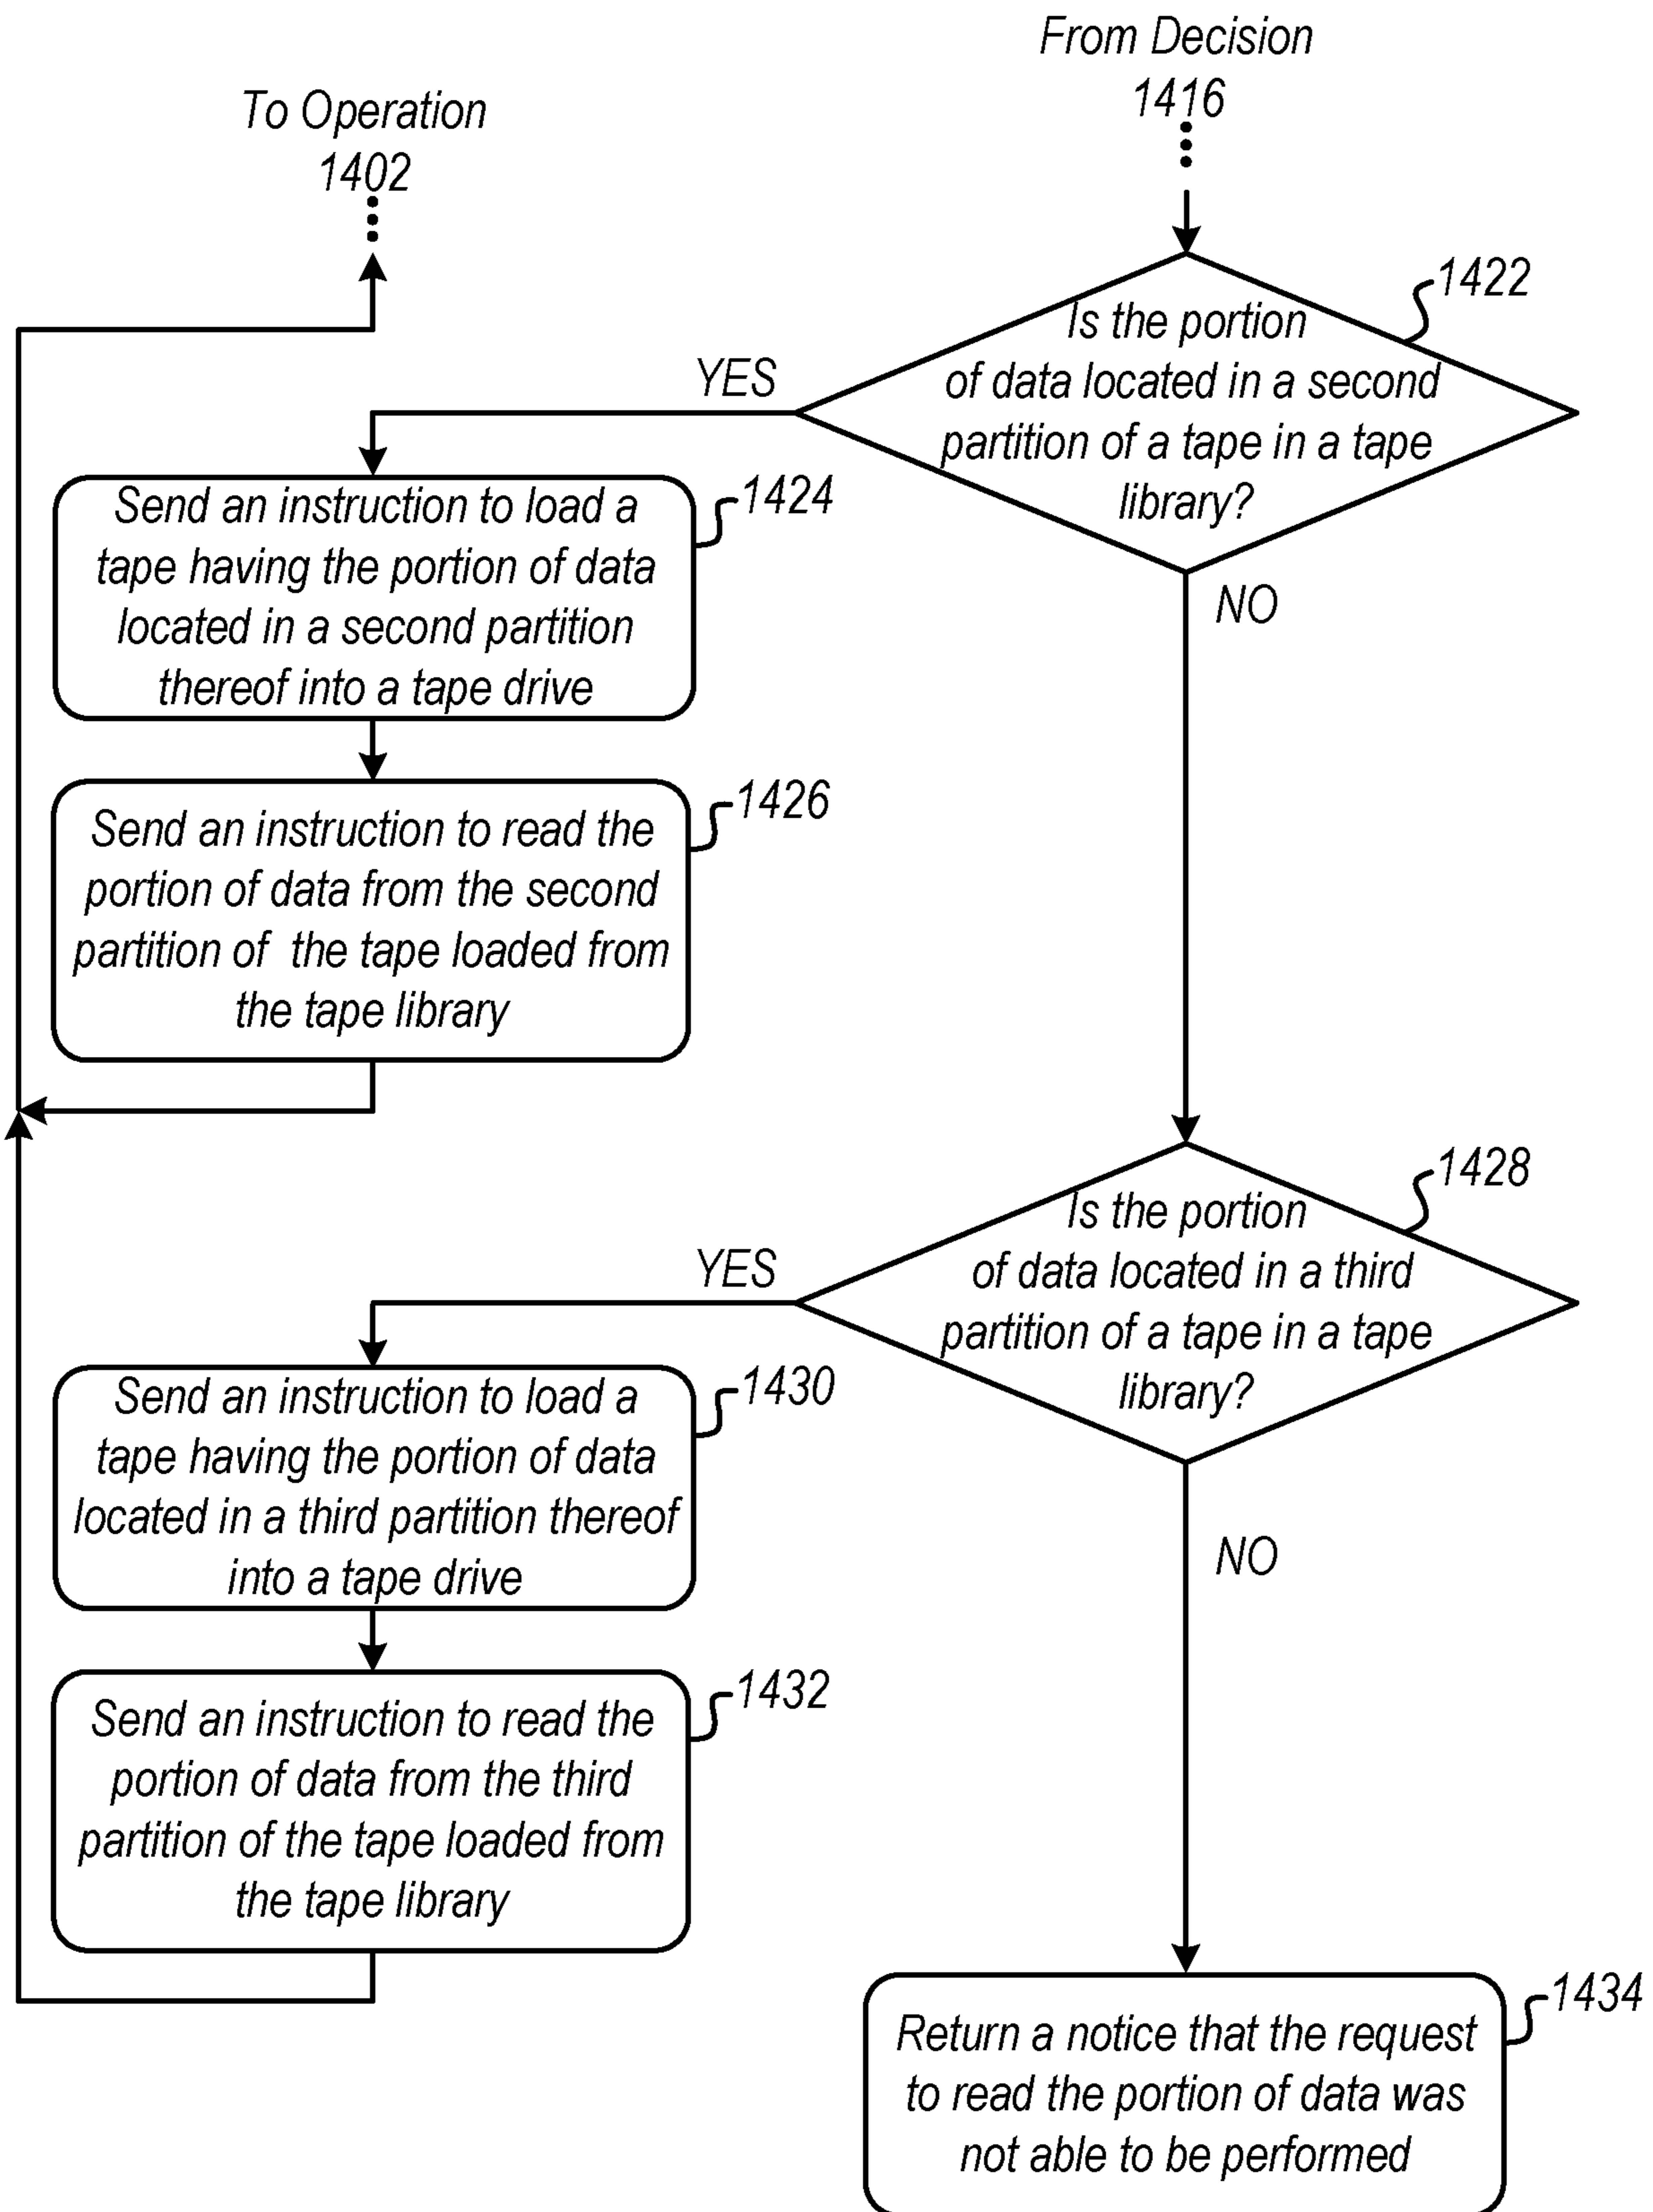 From Decision
1416
To Operation
1402
1422
Is the portion
of data located in a second
partition of a tape in a tape
library?
YES
NO
1424
Send an instruction to load a
tape having the portion of data
located in a second partition
thereof into a tape drive
1426
Send an instruction to read the
portion of data from the second
partition of the tape loaded from
the tape library
1428
Is the portion
of data located in a third
partition of a tape in a tape
library?
YES
NO
1430
Send an instruction to load a
tape having the portion of data
located in a third partition thereof
into a tape drive
1432
Send an instruction to read the
portion of data from the third
partition of the tape loaded from
the tape library
1434
Return a notice that the request
to read the portion of data was
not able to be performed